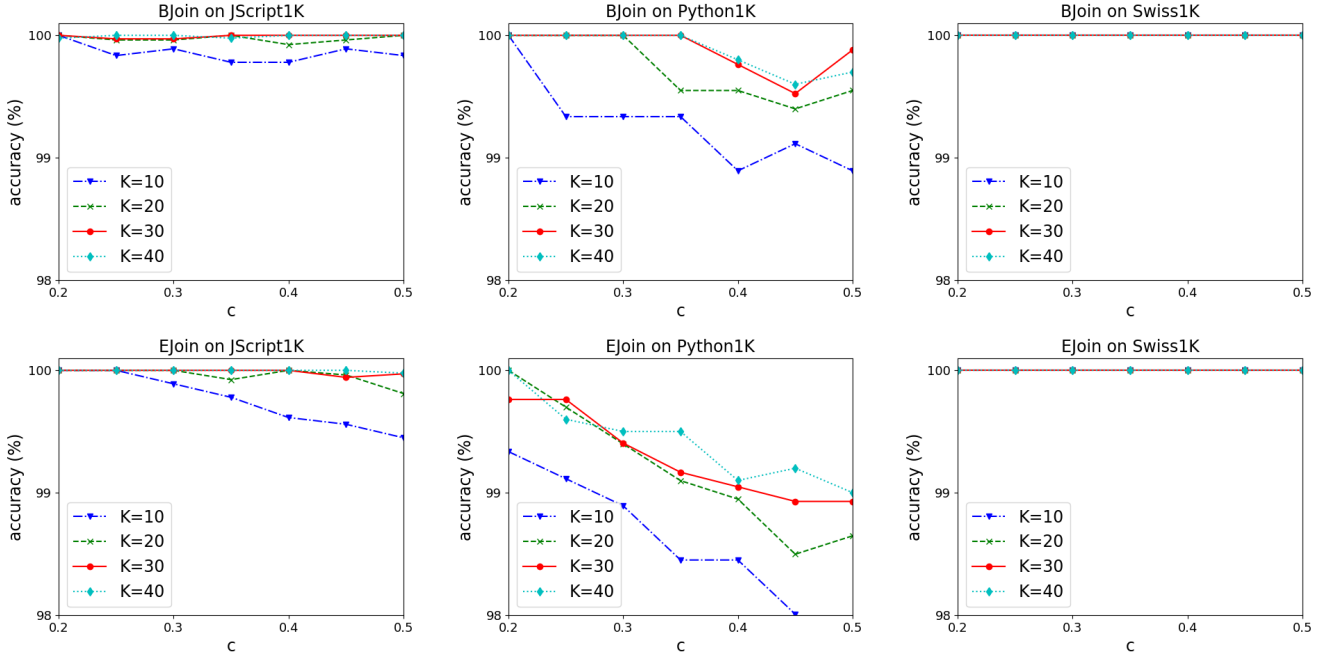 BJoin on JScript1K
100
99
98
accuracy (%)
K=10
K=20
K=30
K=40
0.2
0.3
0.4
0.5
c
BJoin on Python1K
100
99
98
accuracy (%)
K=10
K=20
K=30
K=40
0.2
0.3
0.4
0.5
c
BJoin on Swiss1K
100
99
98
accuracy (%)
K=10
K=20
K=30
K=40
0.2
0.3
0.4
0.5
c
EJoin on JScript1K
100
99
98
accuracy (%)
K=10
K=20
K=30
K=40
0.2
0.3
0.4
0.5
c
EJoin on Python1K
100
99
98
accuracy (%)
K=10
K=20
K=30
K=40
0.2
0.3
0.4
0.5
c
EJoin on Swiss1K
100
99
98
accuracy (%)
K=10
K=20
K=30
K=40
0.2
0.3
0.4
0.5
c